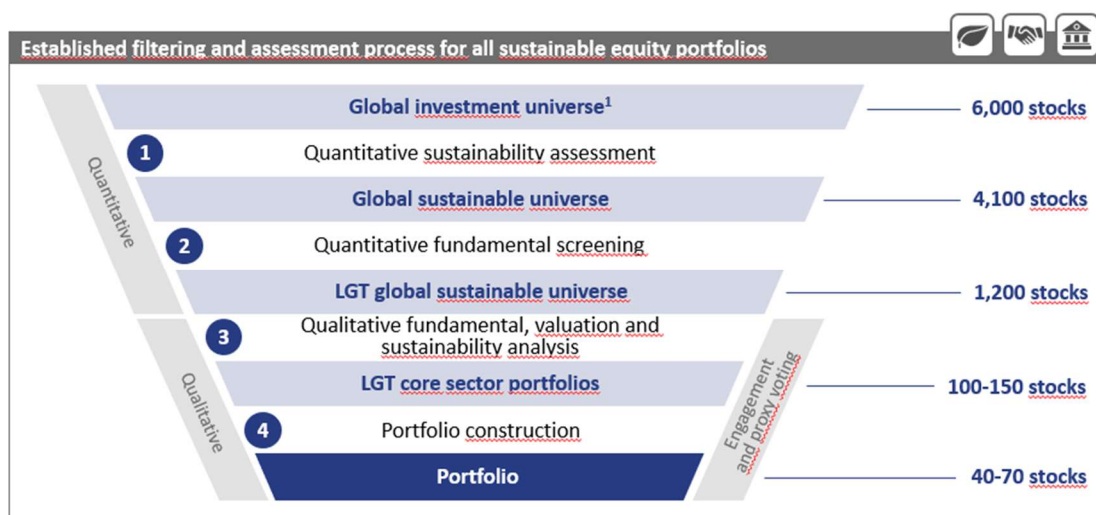 Established filtering and assessment process for all sustainable equity portfolios
Global investment universe1
6,000 stocks
1
Quantitative sustainability assessment
Quantitative
Global sustainable universe
4,100 stocks
2
Quantitative fundamental screening
LGT global sustainable universe
1,200 stocks
3
Qualitative fundamental, valuation and
sustainability analysis
Qualitative
LGT core sector portfolios
100-150 stocks
Engagement
and proxy voting
4
Portfolio construction
Portfolio
40-70 stocks